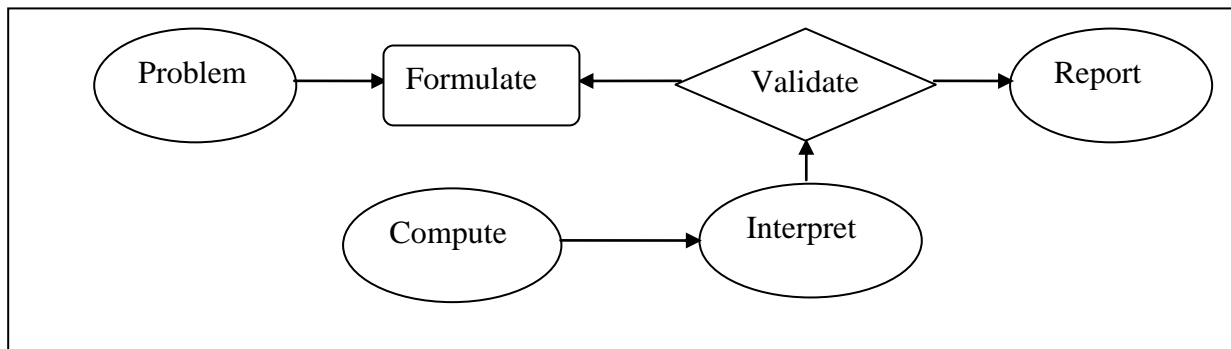 Problem
Formulate
Validate
Report
Compute
Interpret